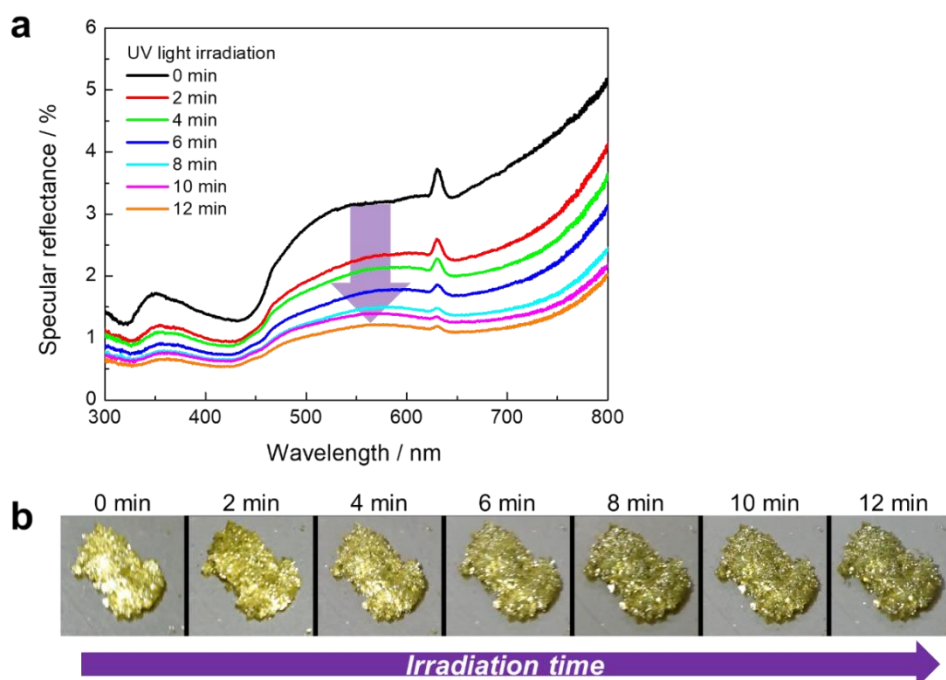 a
6
5
4
3
2
1
0
Specular reflectance / %
UV light irradiation
0 min
2 min
4 min
6 min
8 min
10 min
12 min
300 400 500 600 700 800
Wavelength / nm
b
0 min 2 min 4 min 6 min 8 min 10 min 12 min
Irradiation time